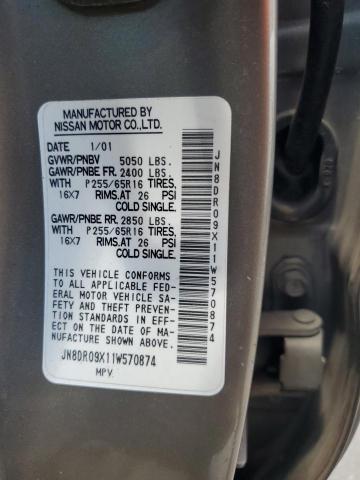 MANUFACTURED BY
NISSAN MOTOR CO.,LTD.
DATE 1/01
GVWR/PNBV 5050 LBS.
GAWR/PNBE FR. 2400 LBS.
WITH P255/65R16 TIRES,
16X7 RIMS.AT 26 PSI
COLD SINGLE.
GAWR/PNBE RR. 2850 LBS.
WITH P255/65R16 TIRES,
16X7 RIMS.AT 26 PSI
COLD SINGLE.
THIS VEHICLE CONFORMS
TO ALL APPLICABLE FED-
ERAL MOTOR VEHICLE SA-
FETY AND THEFT PREVENTION
STANDARDS IN EFF-
ECT ON THE DATE OF MA-
NUFACTURE SHOWN ABOVE.
JN8DR09X11W570874
MPV
JN8DR09X11W570874